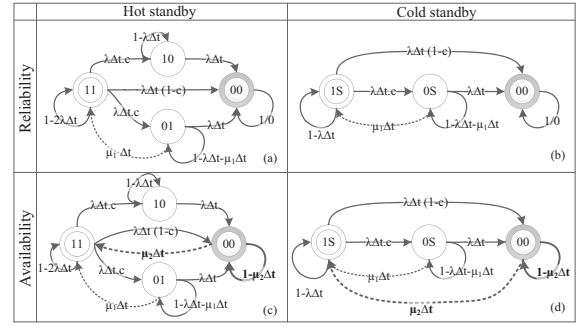 Hot standby
Cold standby
Reliability
1-λΔt
λΔt.c
10
λΔt
11
λΔt (1-c)
00
λΔt.c
01
λΔt
1-2λΔt
1/0
μ1Δt
1-λΔt-μ1Δt
(a)
λΔt (1-c)
1S
λΔt.c
0S
λΔt
00
1-λΔt
μ1Δt
1-λΔt-μ1Δt
1/0
(b)
Availability
1-λΔt
λΔt.c
10
λΔt
11
λΔt (1-c)
μ2Δt
00
λΔt.c
01
λΔt
1-2λΔt
1-μ2Δt
μ1Δt
1-λΔt-μ1Δt
(c)
λΔt (1-c)
1S
λΔt.c
0S
λΔt
00
1-λΔt
μ1Δt
1-λΔt-μ1Δt
1-μ2Δt
μ2Δt
(d)